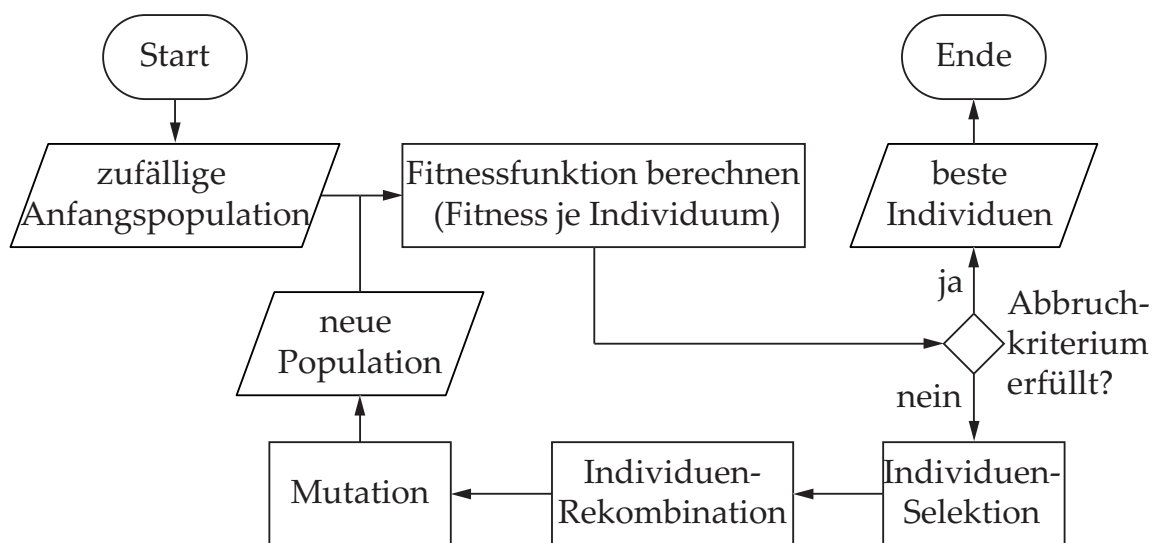 Start
Ende
zufällige
Anfangspopulation
Fitnessfunktion berechnen
(Fitness je Individuum)
beste
Individuen
ja
Abbruch-
kriterium
erfüllt?
neue
Population
nein
Mutation
Individuen-
Rekombination
Individuen-
Selektion